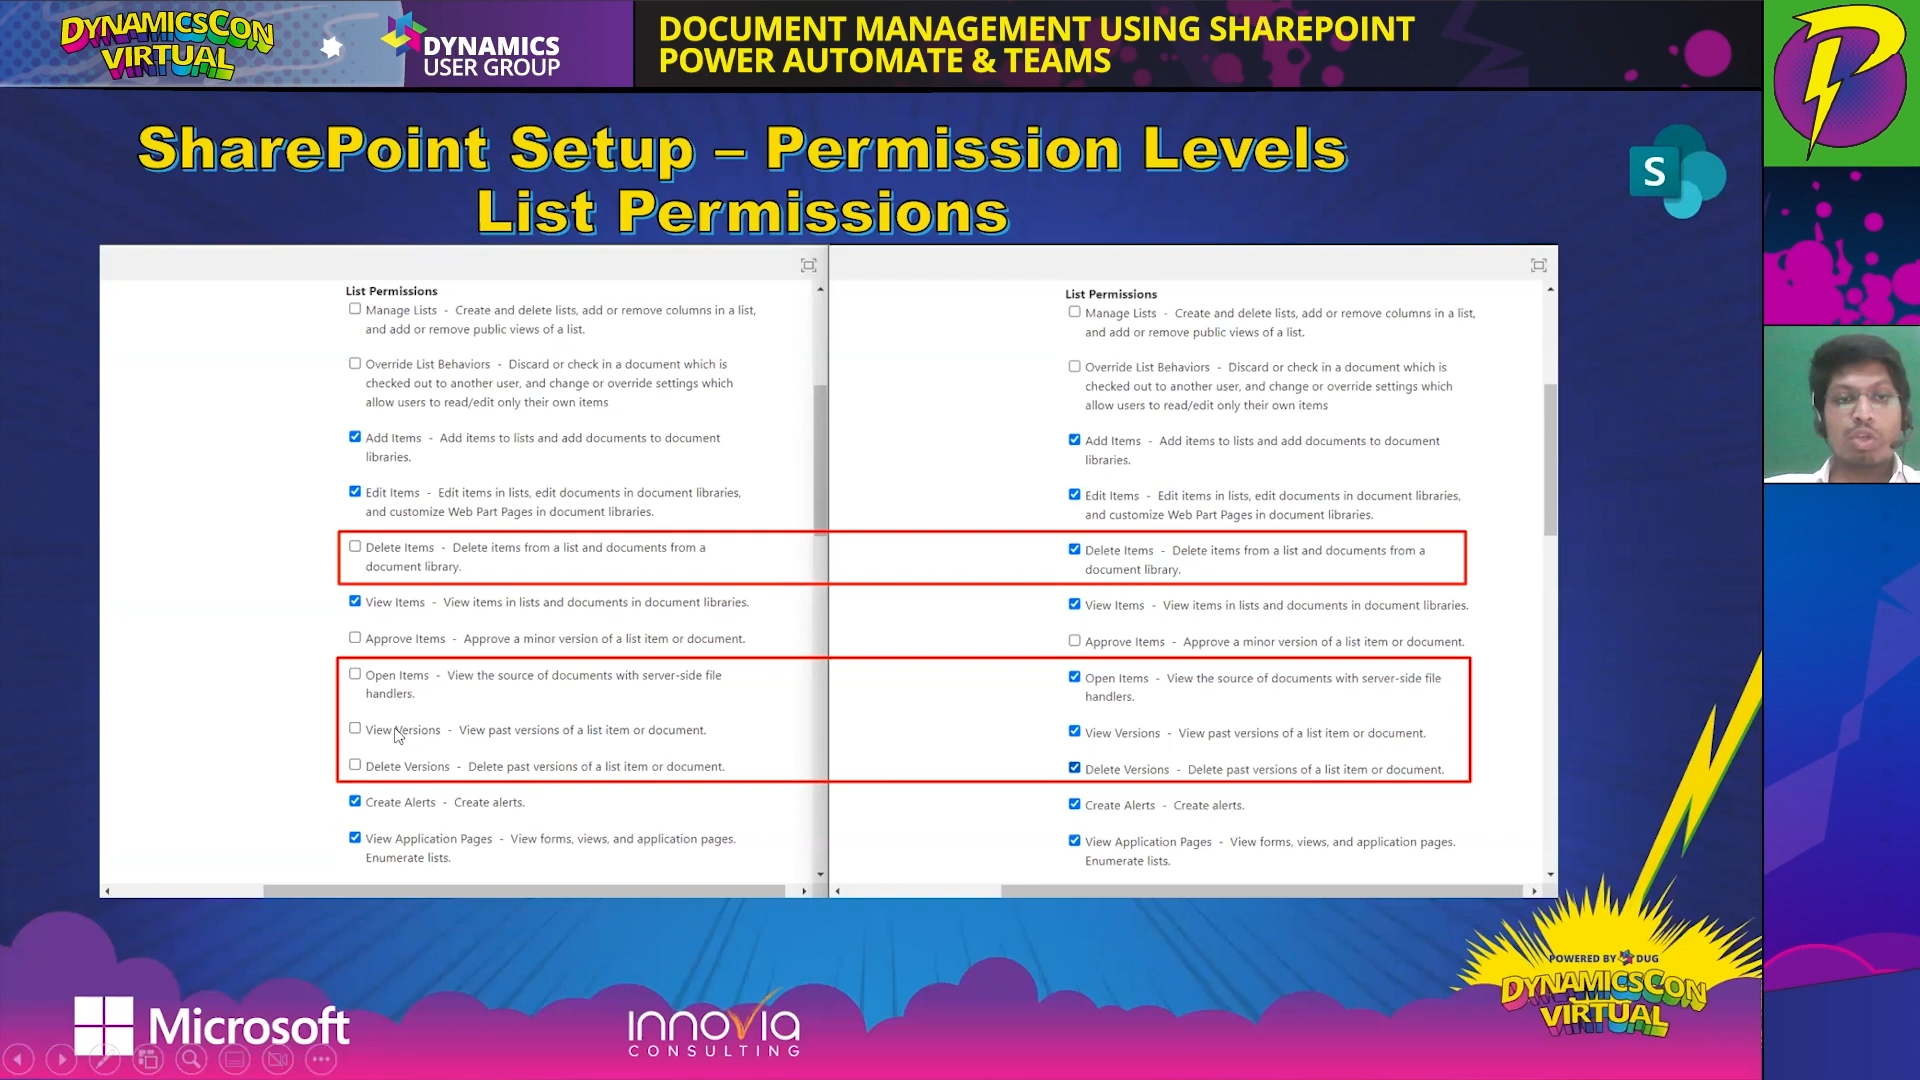 DYNAMICSCON
VIRTUAL
DYNAMICS
USER GROUP
DOCUMENT MANAGEMENT USING SHAREPOINT
POWER AUTOMATE & TEAMS
P
SharePoint Setup – Permission Levels
List Permissions
S
List Permissions
Manage Lists - Create and delete lists, add or remove columns in a list,
and add or remove public views of a list.
Override List Behaviors - Discard or check in a document which is
checked out to another user, and change or override settings which
allow users to read/edit only their own items
Add Items - Add items to lists and add documents to document
libraries.
Edit Items - Edit items in lists, edit documents in document libraries,
and customize Web Part Pages in document libraries.
Delete Items - Delete items from a list and documents from a
document library.
View Items - View items in lists and documents in document libraries.
Approve Items - Approve a minor version of a list item or document.
Open Items - View the source of documents with server-side file
handlers.
View Versions - View past versions of a list item or document.
Delete Versions - Delete past versions of a list item or document.
Create Alerts - Create alerts.
View Application Pages - View forms, views, and application pages.
Enumerate lists.
List Permissions
Manage Lists - Create and delete lists, add or remove columns in a list,
and add or remove public views of a list.
Override List Behaviors - Discard or check in a document which is
checked out to another user, and change or override settings which
allow users to read/edit only their own items
Add Items - Add items to lists and add documents to document
libraries.
Edit Items - Edit items in lists, edit documents in document libraries,
and customize Web Part Pages in document libraries.
Delete Items - Delete items from a list and documents from a
document library.
View Items - View items in lists and documents in document libraries.
Approve Items - Approve a minor version of a list item or document.
Open Items - View the source of documents with server-side file
handlers.
View Versions - View past versions of a list item or document.
Delete Versions - Delete past versions of a list item or document.
Create Alerts - Create alerts.
View Application Pages - View forms, views, and application pages.
Enumerate lists.
Microsoft
innovia
CONSULTING
POWERED BY DUG
DYNAMICSCON
VIRTUAL